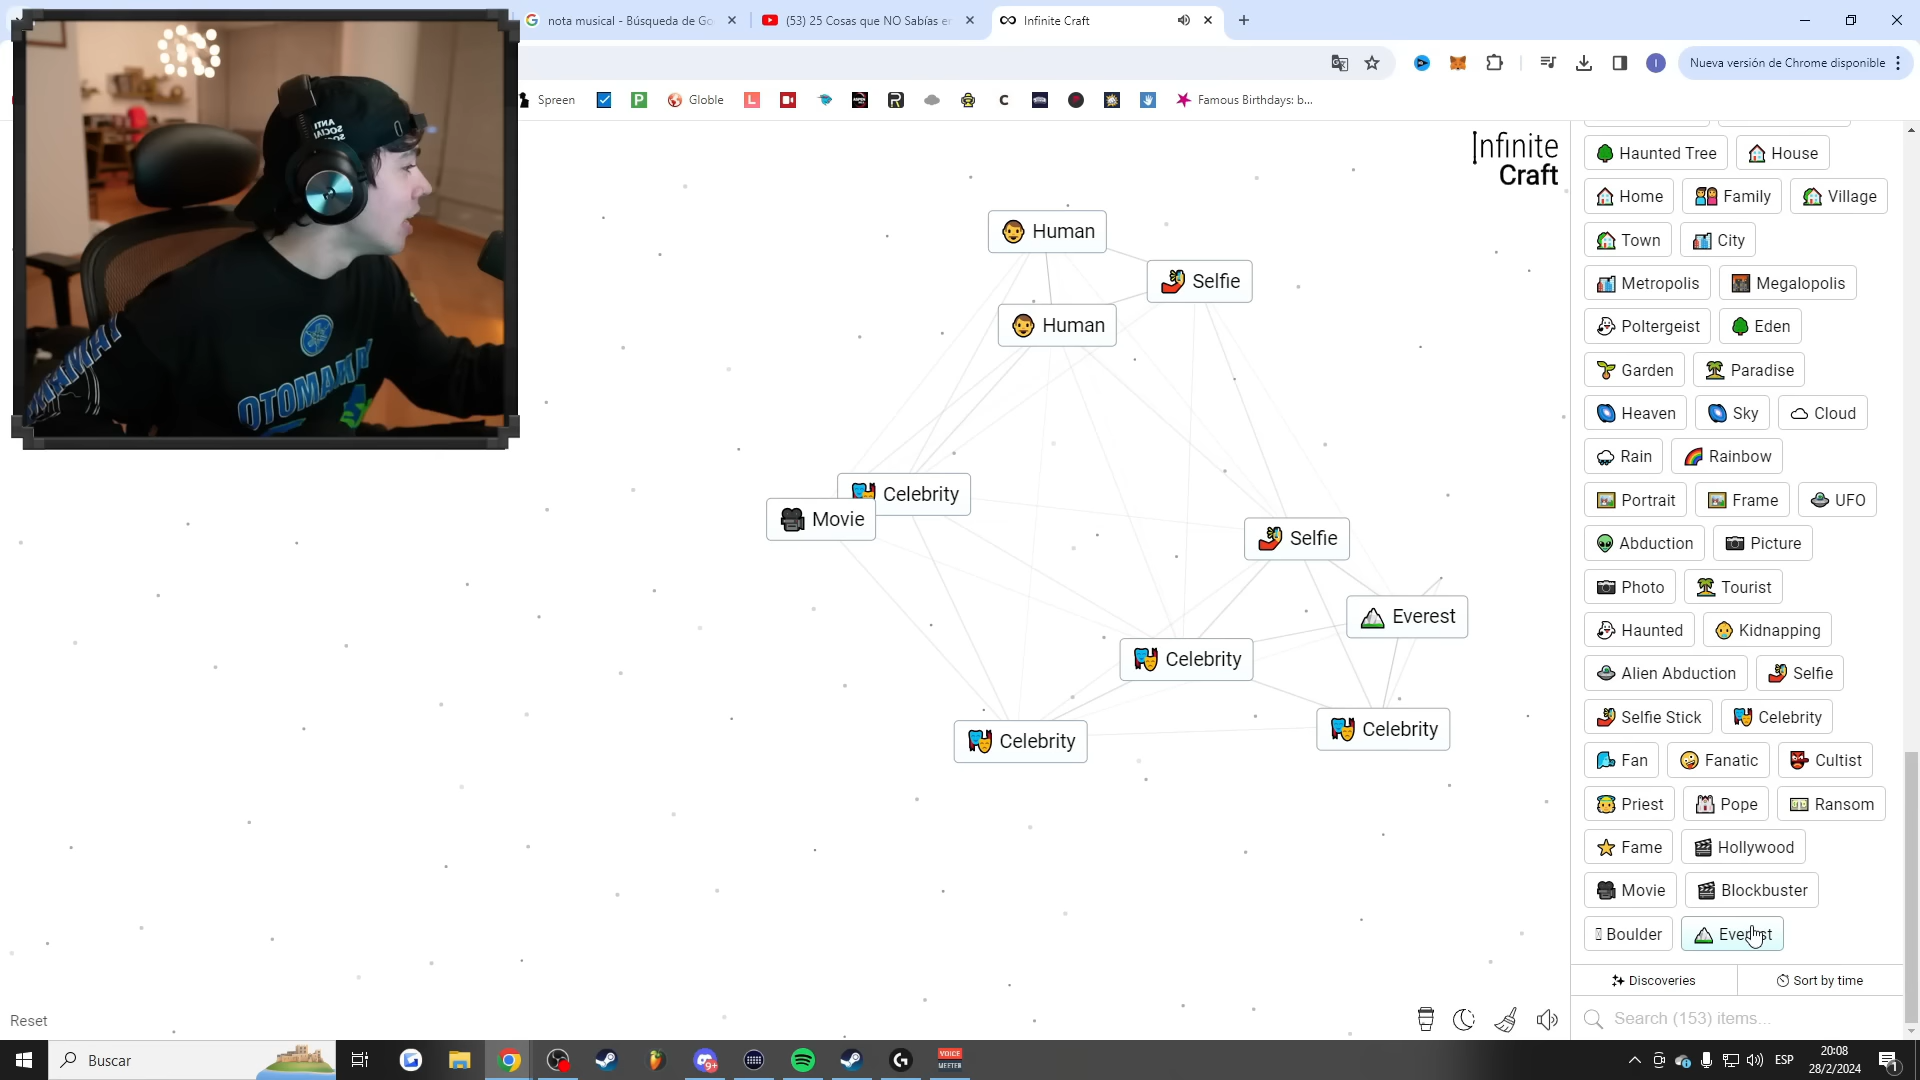 nota musical - Búsqueda de Go
(53) 25 Cosas que NO Sabías e
Infinite Craft
Nueva versión de Chrome disponible
Spreen
Globle
Famous Birthdays: b...
Infinite
Craft
ANTI
SOCIAL
Human
Selfie
Human
Celebrity
Movie
Selfie
Everest
Celebrity
Celebrity
Celebrity
Haunted Tree House
Home Family Village
Town City
Metropolis Megalopolis
Poltergeist Eden
Garden Paradise
Heaven Sky Cloud
Rain Rainbow
Portrait Frame UFO
Abduction Picture
Photo Tourist
Haunted Kidnapping
Alien Abduction Selfie
Selfie Stick Celebrity
Fan Fanatic Cultist
Priest Pope Ransom
Fame Hollywood
Movie Blockbuster
Boulder Everest
Discoveries Sort by time
Search (153) items...
Reset
Buscar
VOICE
MEETER
ESP
20:08
28/2/2024